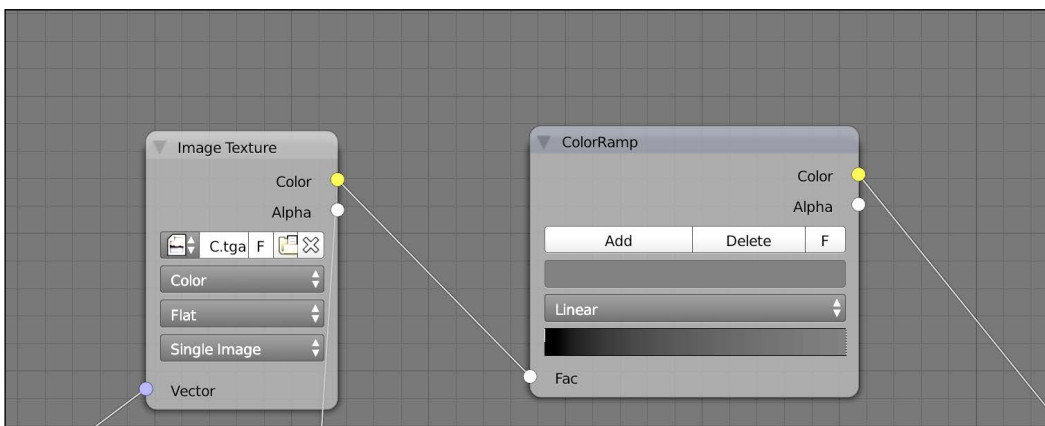 Image Texture
Color
Alpha
C.tga F
Color
Flat
Single Image
Vector
ColorRamp
Color
Alpha
Add Delete F
Linear
Fac